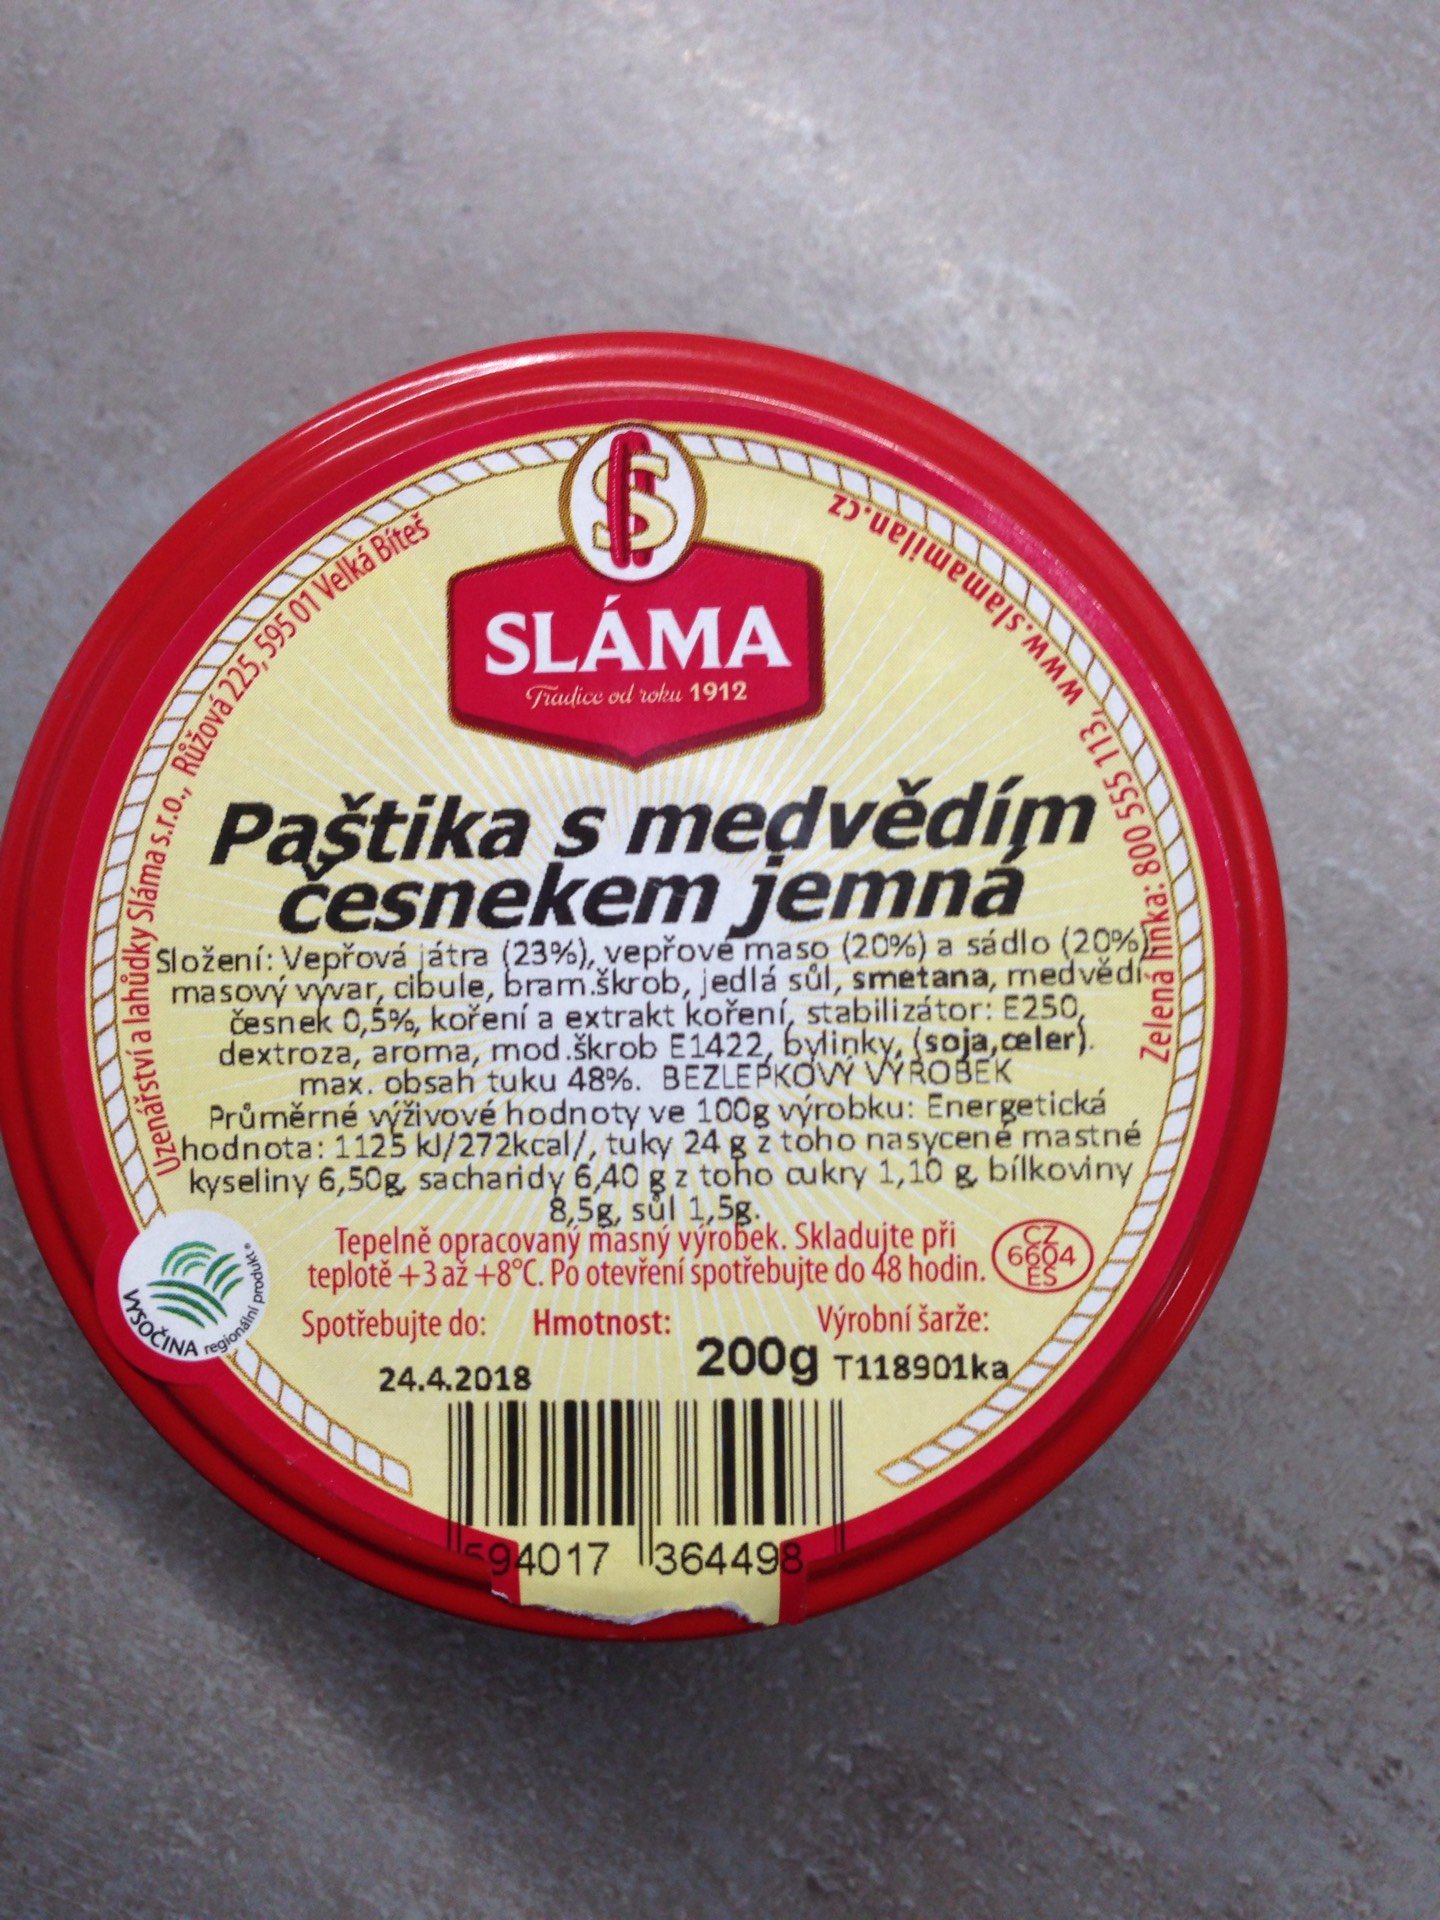 S
SLÁMA
Tradice od roku 1912
Uzenářství a lahůdky Sláma s.r.o., Růžová 225, 595 01 Velká Bíteš
Zelená linka: 800 555 113, www.slamamilan.cz
Paštika s medvědím
česnekem jemná
Složení: Vepřová játra (23%), vepřové maso (20%) a sádlo (20%),
masový vývar, cibule, bram.škrob, jedlá sůl, smetana, medvědí
česnek 0,5%, koření a extrakt koření, stabilizátor: E250,
dextroza, aroma, mod.škrob E1422, bylinky, (soja,celer).
max. obsah tuku 48%. BEZLEPKOVÝ VÝROBEK
Průměrné výživové hodnoty ve 100g výrobku: Energetická
hodnota: 1125 kJ/272kcal/, tuky 24 g z toho nasycené mastné
kyseliny 6,50g, sacharidy 6,40 g z toho cukry 1,10 g, bílkoviny
8,5g, sůl 1,5g.
Tepelně opracovaný masný výrobek. Skladujte při
teplotě +3 až +8°C. Po otevření spotřebujte do 48 hodin.
CZ
6604
ES
VYSOČINA regionální produkt®
Spotřebujte do: Hmotnost: Výrobní šarže:
24.4.2018 200g T118901ka
594017 364498